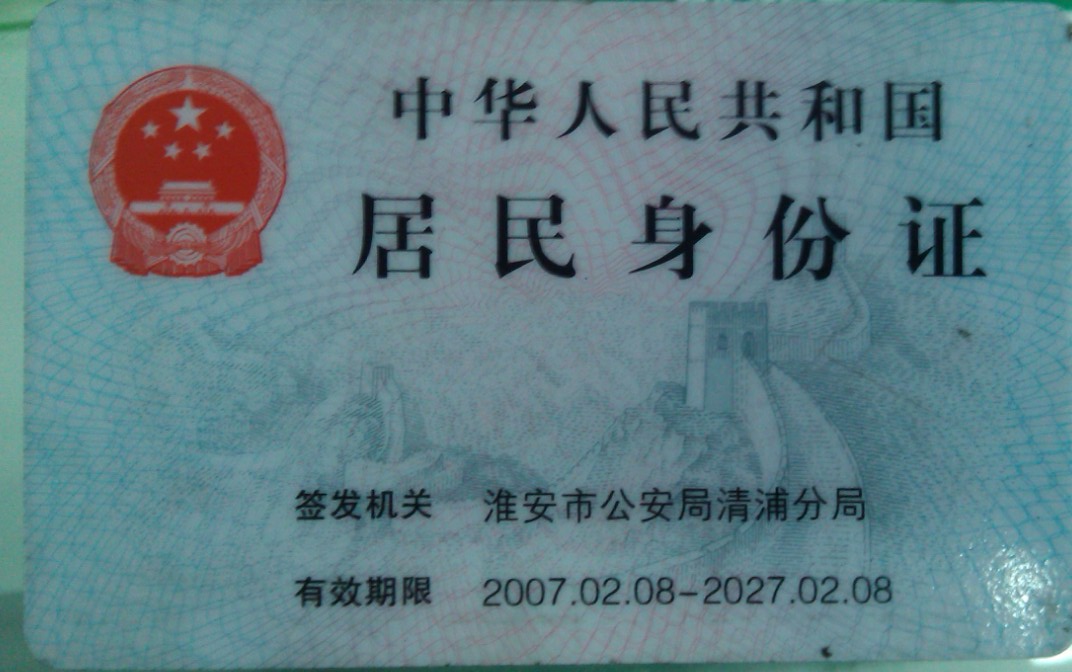 中华人民共和国
居民身份证
签发机关 淮安市公安局清浦分局
有效期限 2007.02.08-2027.02.08